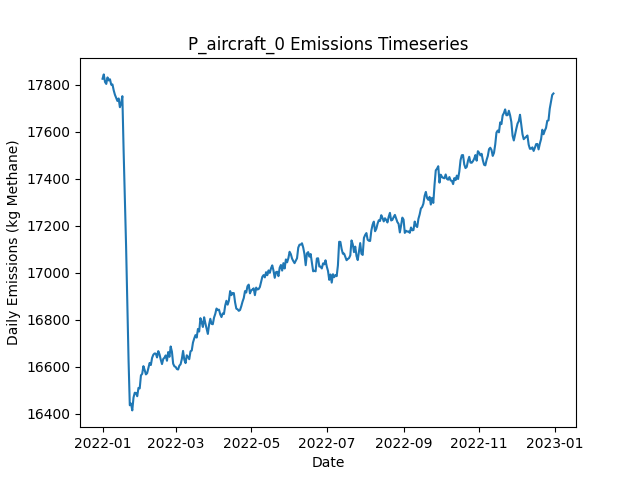 P_aircraft_0 Emissions Timeseries
Daily Emissions (kg Methane)
17800
17600
17400
17200
17000
16800
16600
16400
2022-01 2022-03 2022-05 2022-07 2022-09 2022-11 2023-01
Date